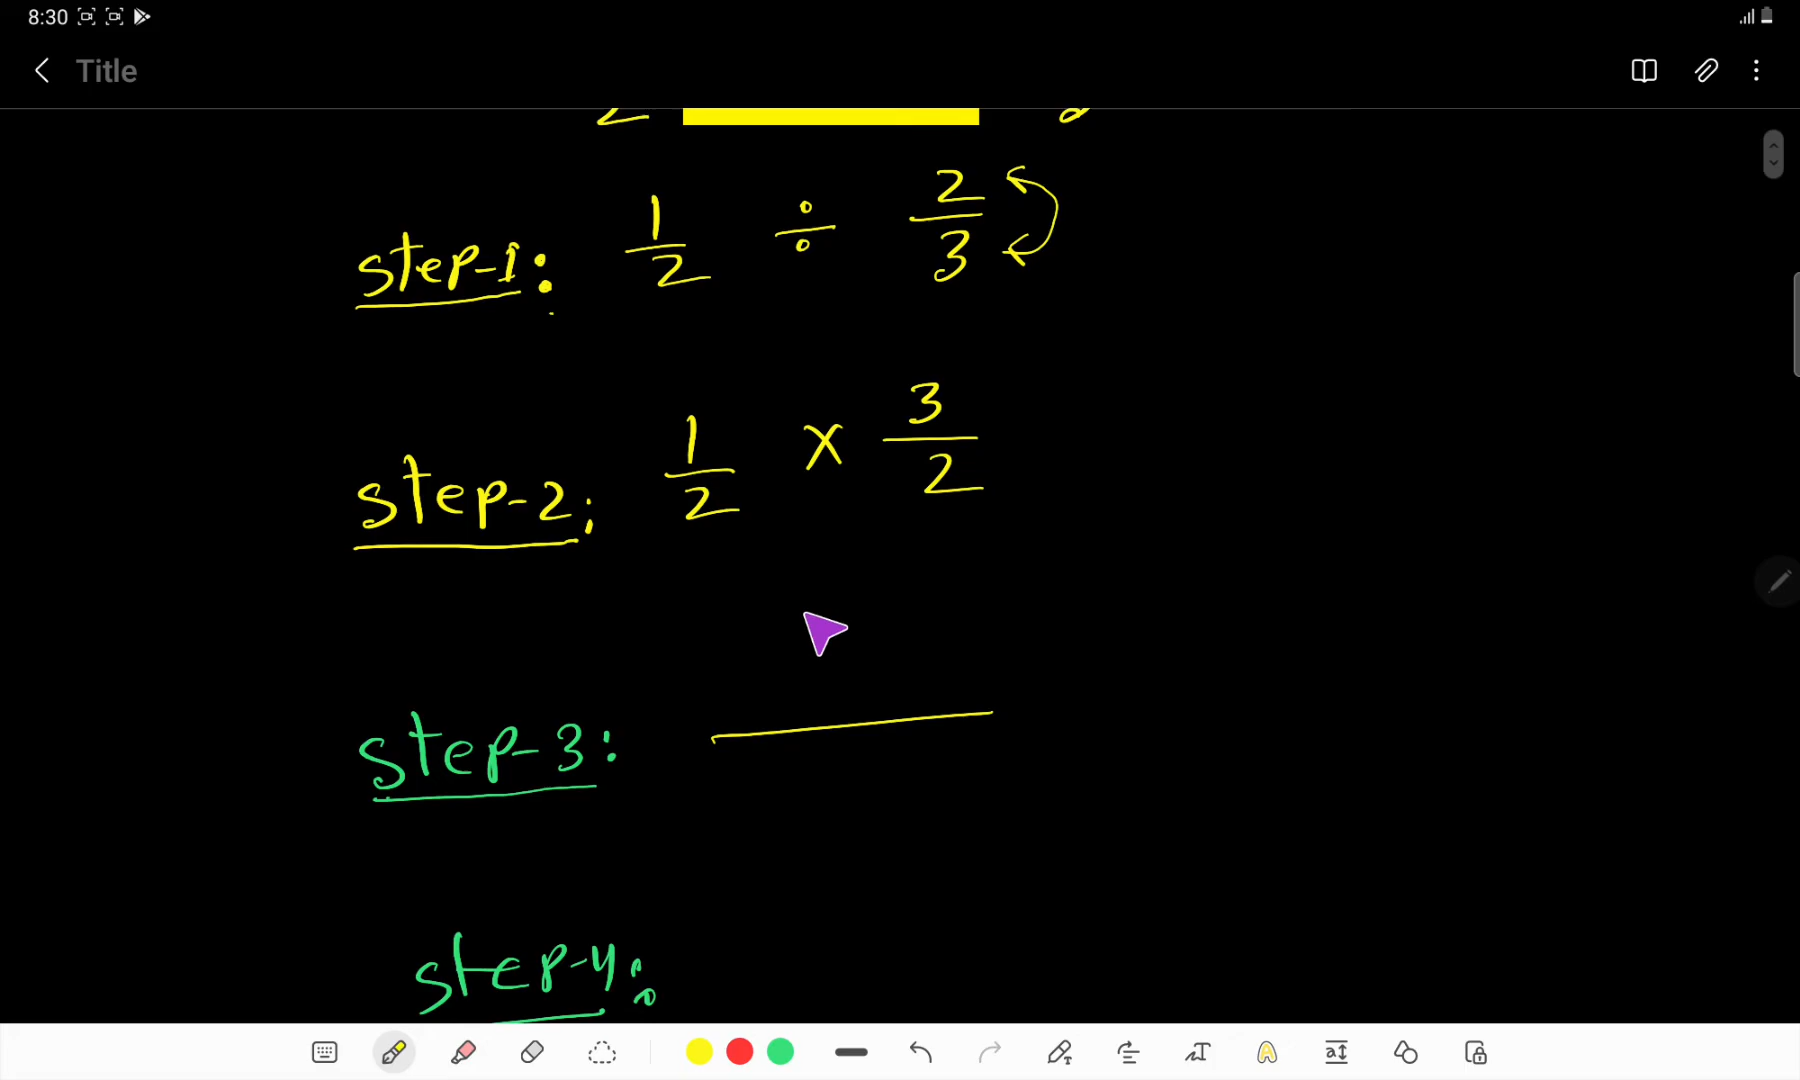 8:30
Title
step-1: 1/2 ÷ 2/3
step-2: 1/2 × 3/2
step-3:
step-4: